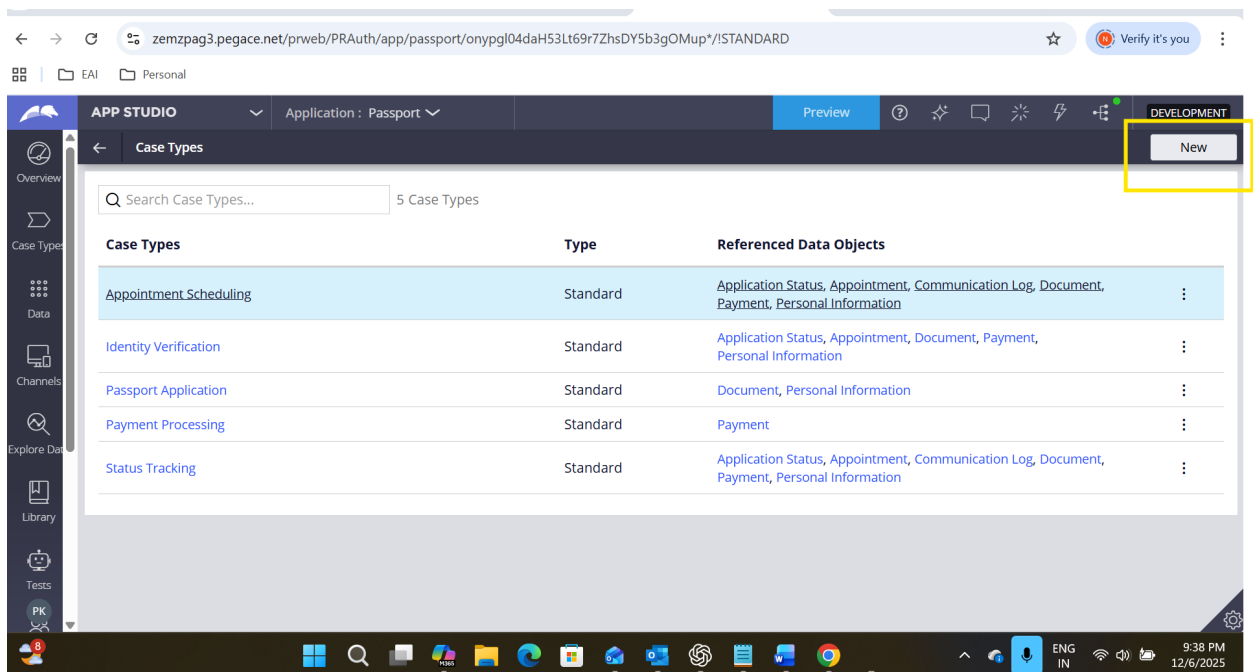 zemzpag3.pegace.net/prweb/PRAuth/app/passport/onypgl04daH53Lt69r7ZhsDY5b3gOMup*/!STANDARD
N
Verify it's you
EAI
Personal
APP STUDIO
Application : Passport
Preview
DEVELOPMENT
Case Types
New
Overview
Case Types
Data
Channels
Explore Dat
Library
Tests
PK
Search Case Types...
5 Case Types
Case Types
Type
Referenced Data Objects
Appointment Scheduling
Standard
Application Status, Appointment, Communication Log, Document,
Payment, Personal Information
Identity Verification
Standard
Application Status, Appointment, Document, Payment,
Personal Information
Passport Application
Standard
Document, Personal Information
Payment Processing
Standard
Payment
Status Tracking
Standard
Application Status, Appointment, Communication Log, Document,
Payment, Personal Information
8
M365
ENG
IN
9:38 PM
12/6/2025